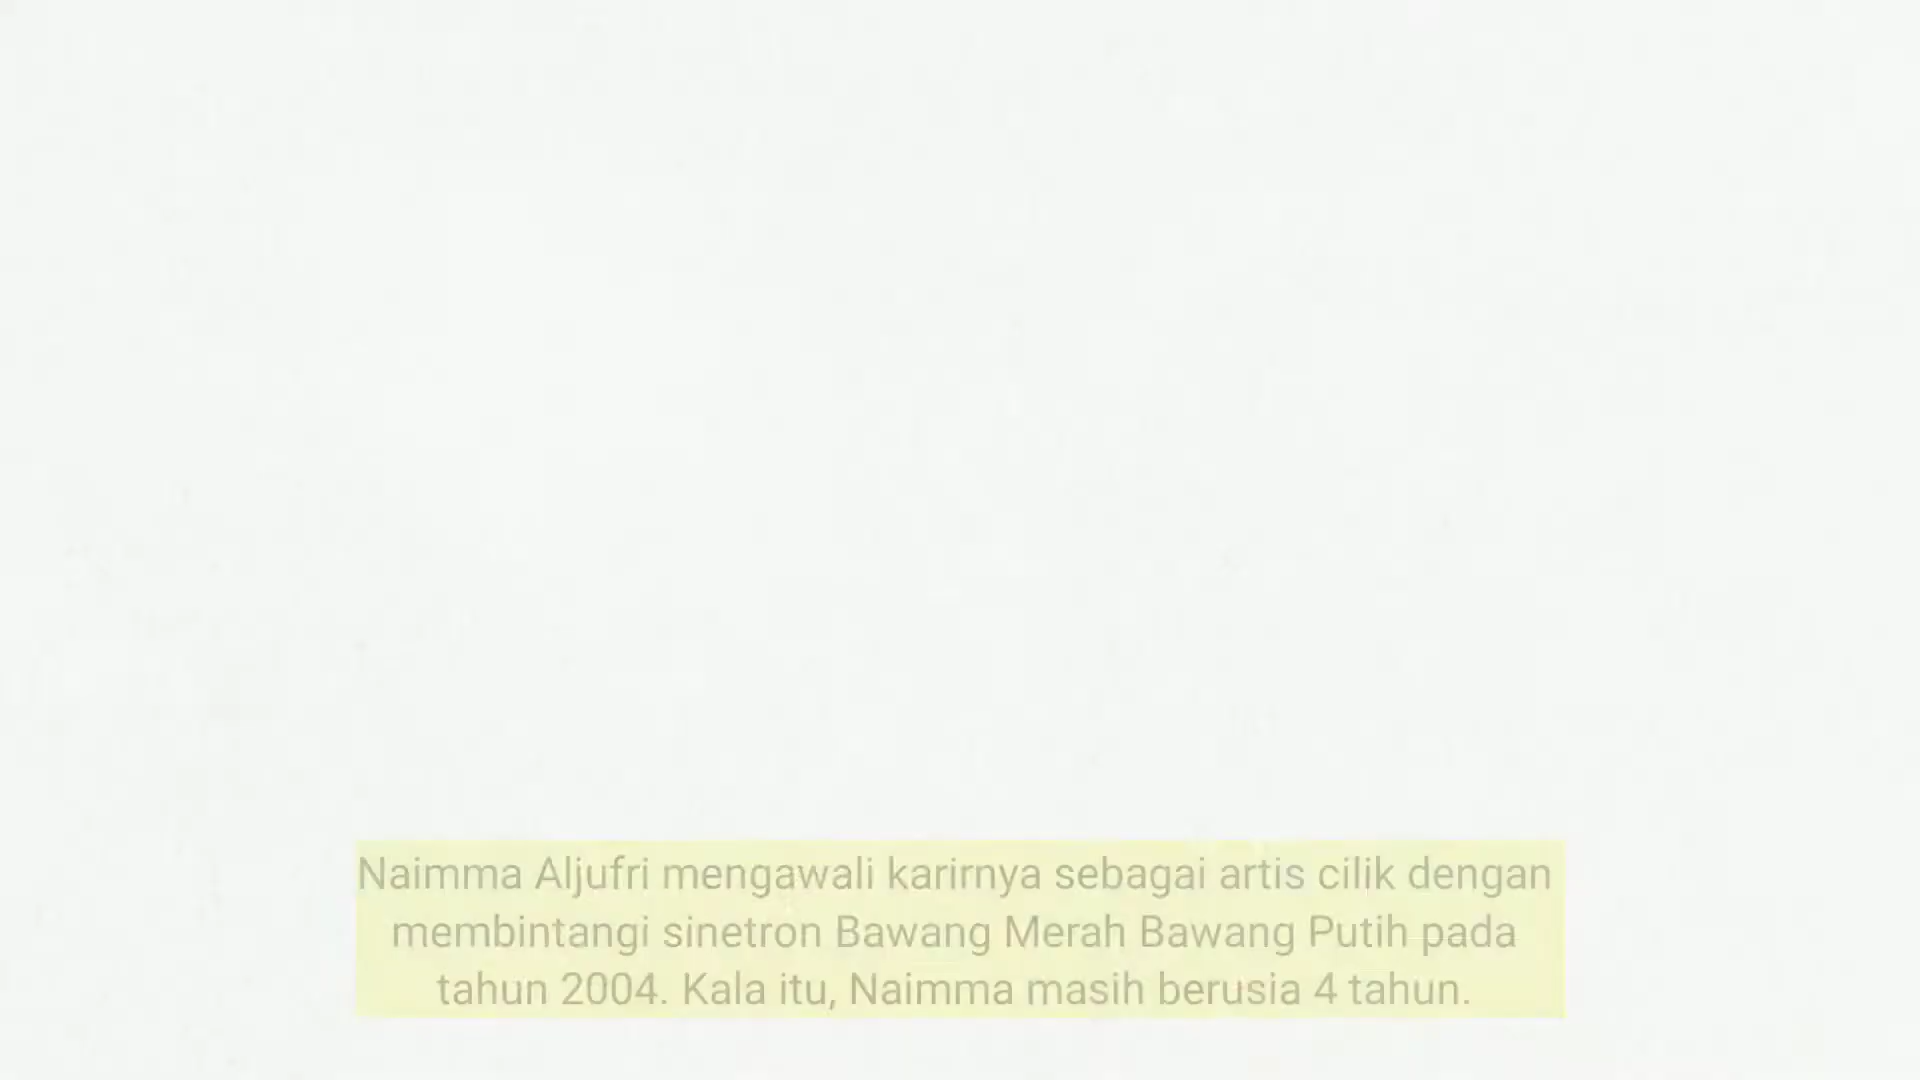 Naimma Aljufri mengawali karirnya sebagai artis cilik dengan
membintangi sinetron Bawang Merah Bawang Putih pada
tahun 2004. Kala itu, Naimma masih berusia 4 tahun.